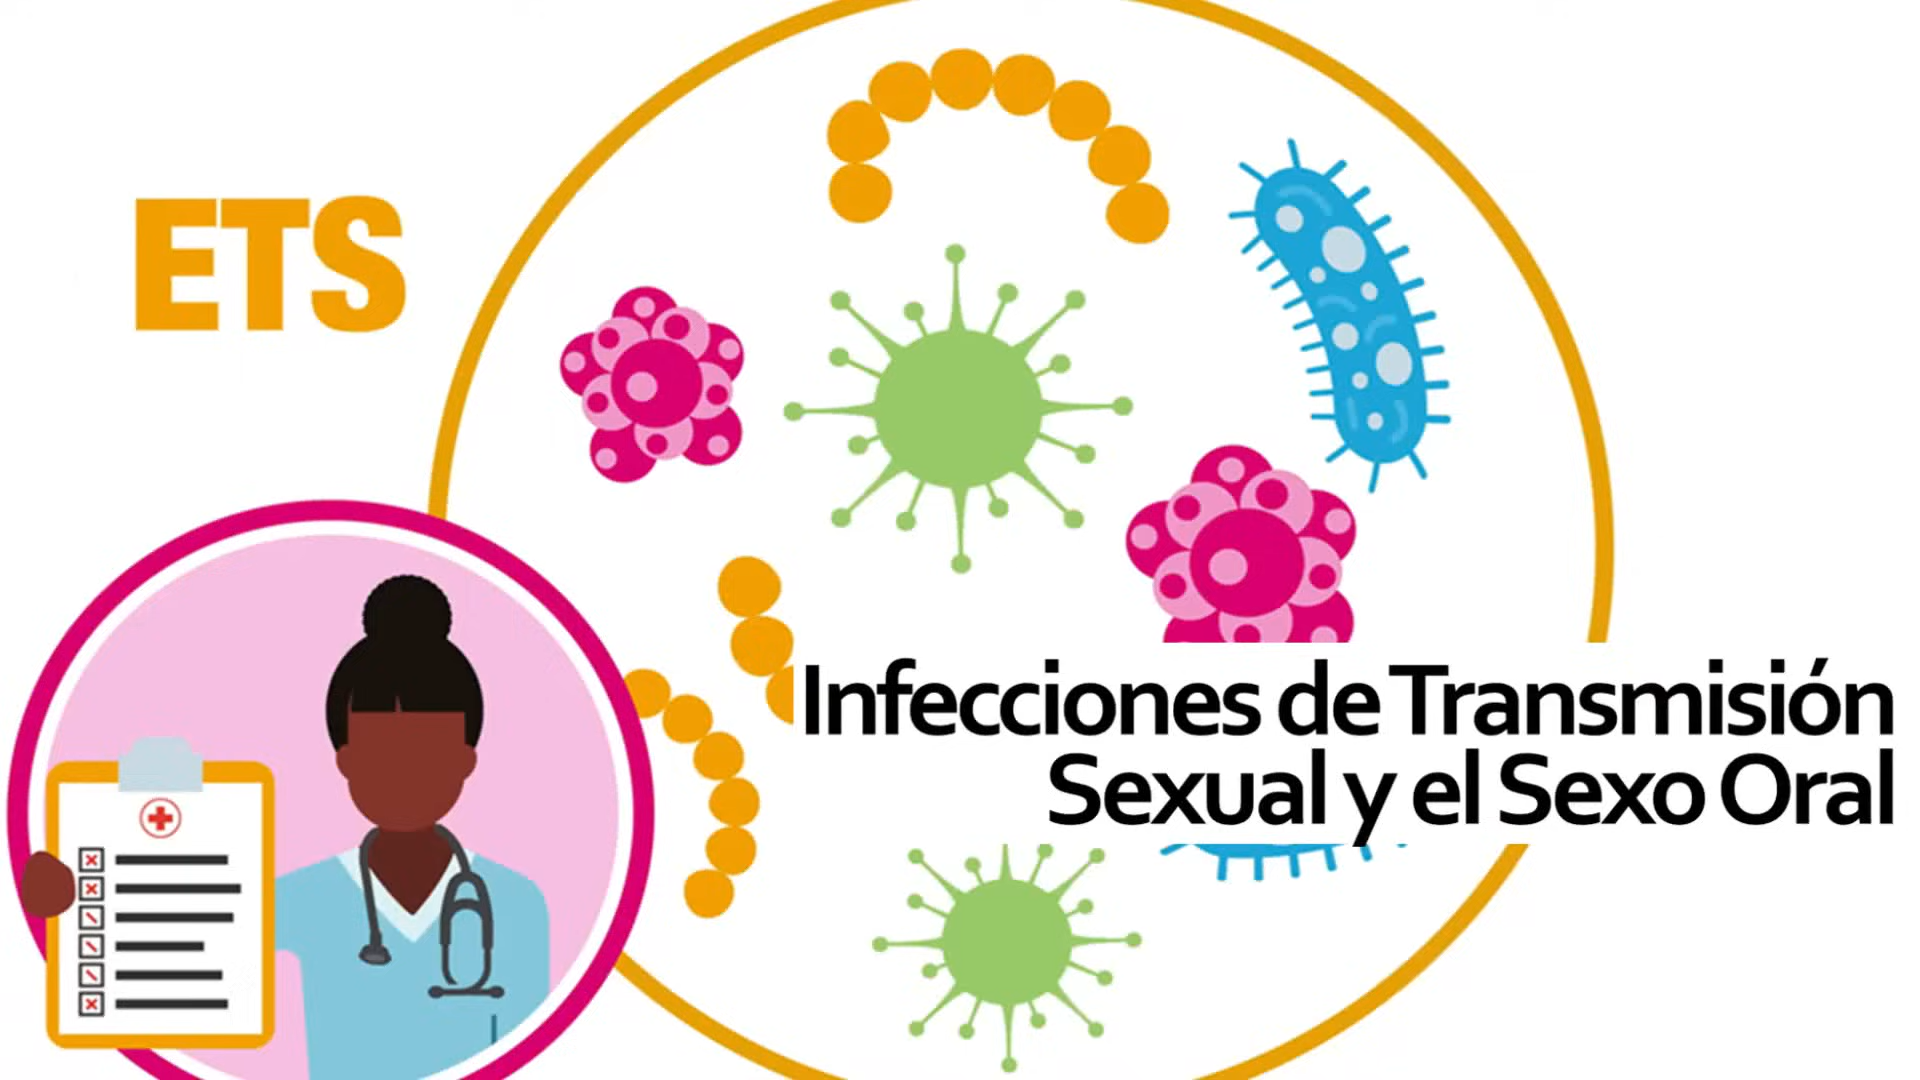 ETS
Infecciones de Transmisión
Sexual y el Sexo Oral